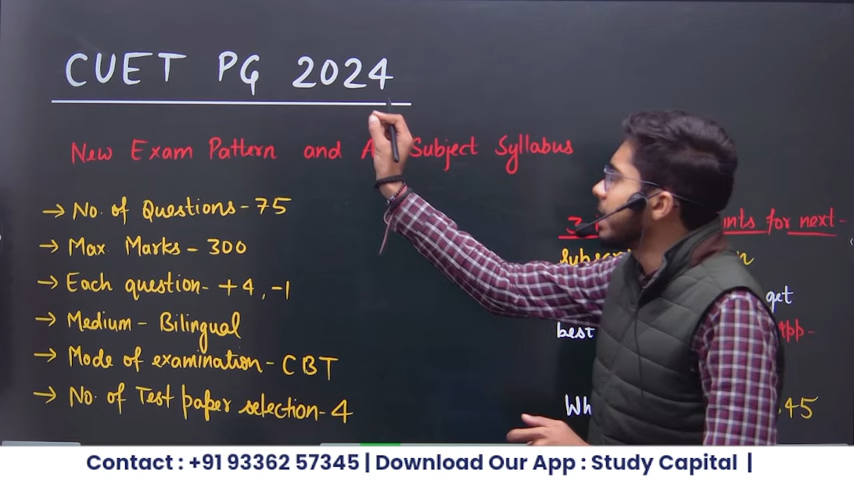 CUET PG 2024
New Exam Pattern and Subject Syllabus
→ No. of Questions - 75
→ Max Marks - 300
→ Each question - +4, -1
→ Medium - Bilingual
→ Mode of examination - CBT
→ No. of Test paper selection - 4
for next -
get
best
45
Contact : +91 93362 57345 | Download Our App : Study Capital |